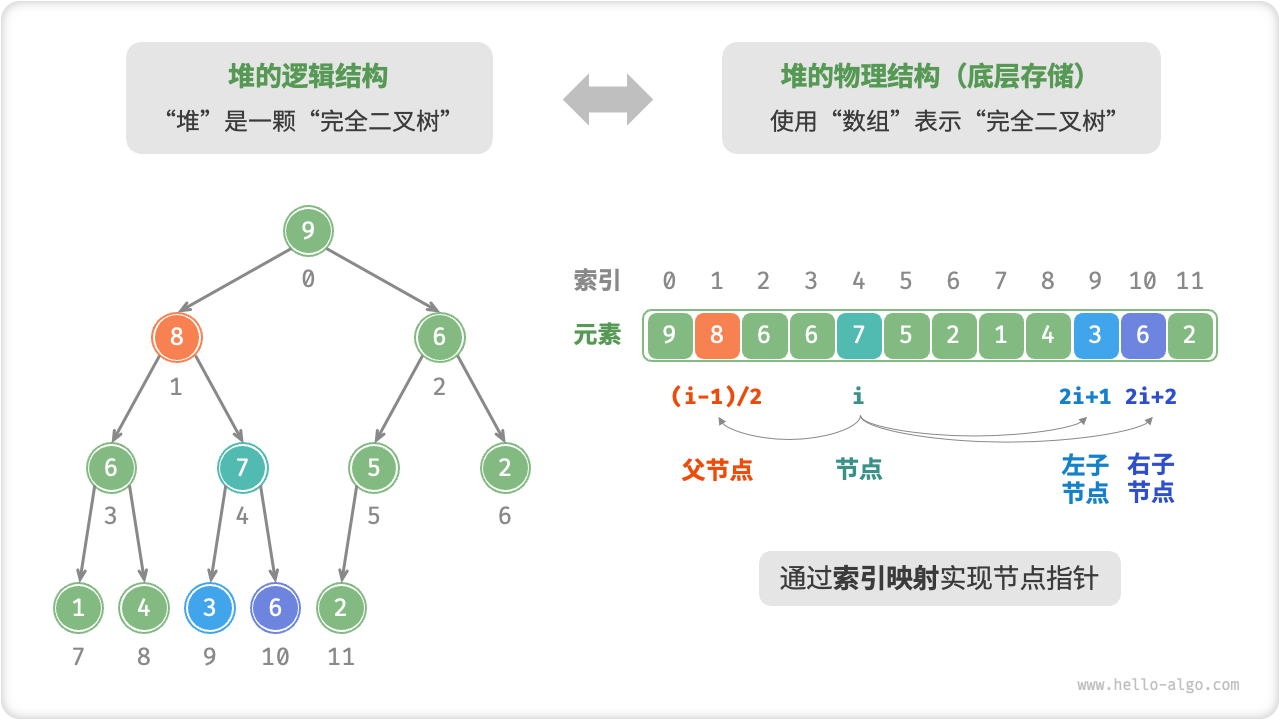 堆的逻辑结构
“堆”是一颗“完全二叉树”
堆的物理结构（底层存储）
使用“数组”表示“完全二叉树”
9
0
8 6
1 2
6 7 5 2
3 4 5 6
1 4 3 6 2
7 8 9 10 11
索引 0 1 2 3 4 5 6 7 8 9 10 11
元素 9 8 6 6 7 5 2 1 4 3 6 2
(i-1)/2 i 2i+1 2i+2
父节点 节点
左子
节点
右子
节点
通过索引映射实现节点指针
www.hello-algo.com